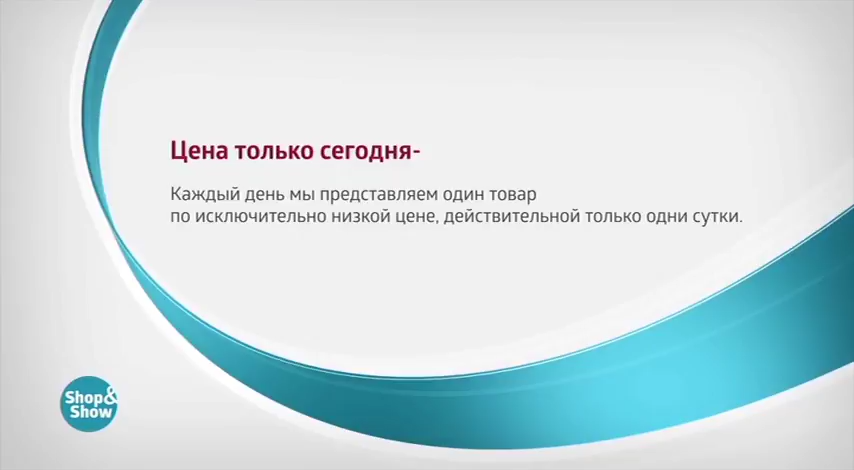 Цена только сегодня-
Каждый день мы представляем один товар
по исключительно низкой цене, действительной только одни сутки.
Shop&
Show